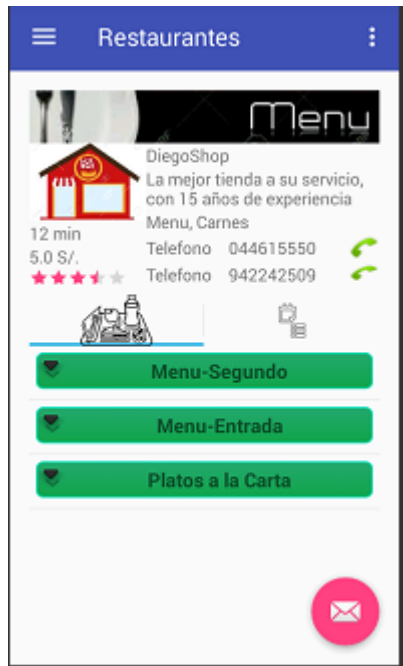 Restaurantes
Menu
DiegoShop
La mejor tienda a su servicio,
con 15 años de experiencia
Menu, Carnes
12 min
Telefono 044615550
5.0 S/.
Telefono 942242509
Menu-Segundo
Menu-Entrada
Platos a la Carta